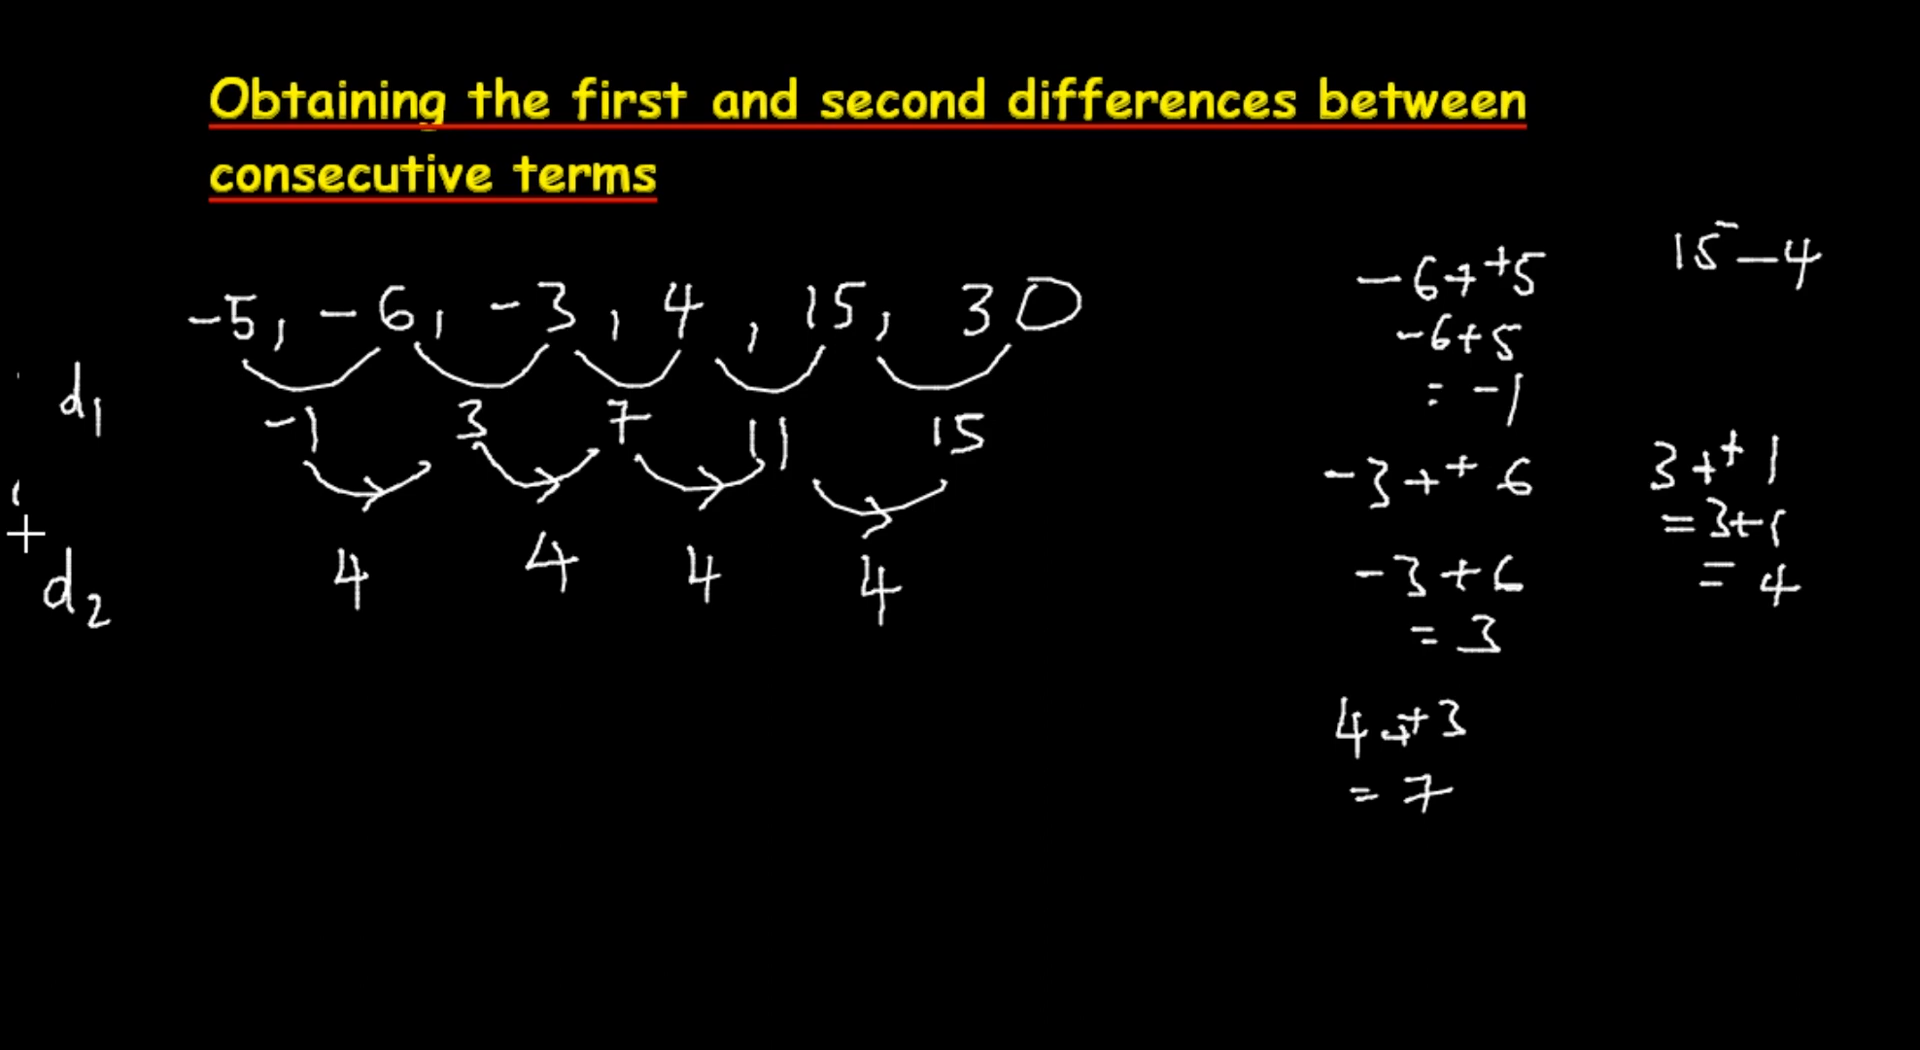 Obtaining the first and second differences between
consecutive terms
-5, -6, -3, 4, 15, 30
d1 -1 3 7 11 15
d2 4 4 4 4
-6++5
-6+5
= -1
-3++6
-3+6
= 3
4++3
= 7
15-4
3++1
=3+1
= 4